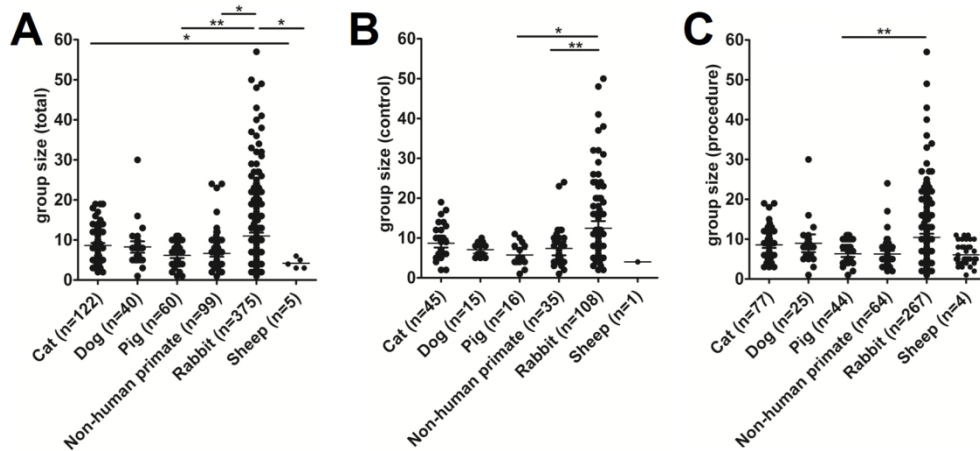 A
group size (total)
60
50
40
30
20
10
0
*
**
*
*
Cat (n=122)
Dog (n=40)
Pig (n=60)
Non-human primate (n=99)
Rabbit (n=375)
Sheep (n=5)
B
group size (control)
60
50
40
30
20
10
0
*
**
Cat (n=45)
Dog (n=15)
Pig (n=16)
Non-human primate (n=35)
Rabbit (n=108)
Sheep (n=1)
C
group size (procedure)
60
50
40
30
20
10
0
**
Cat (n=77)
Dog (n=25)
Pig (n=44)
Non-human primate (n=64)
Rabbit (n=267)
Sheep (n=4)